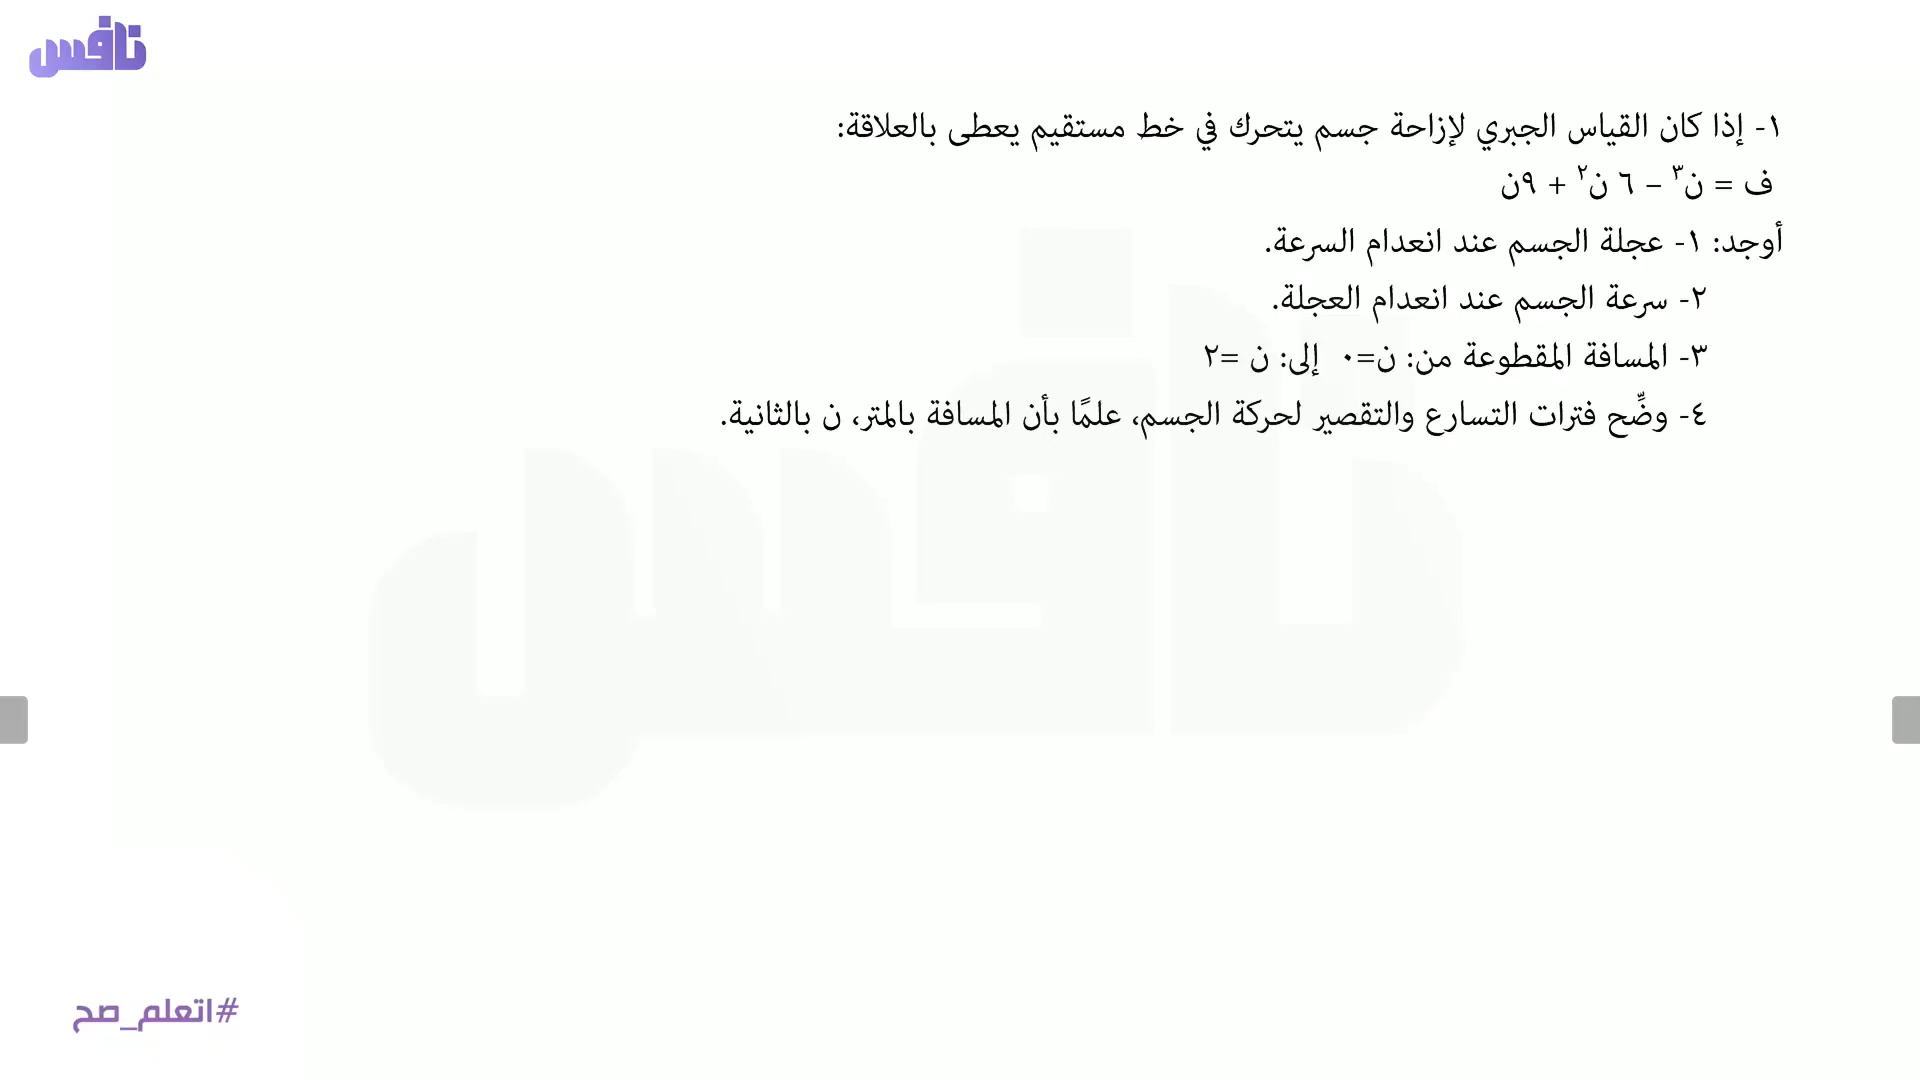 نافس
١- إذا كان القياس الجبري لإزاحة جسم يتحرك في خط مستقيم يعطى بالعلاقة:
ف = ن٣ – ٦ ن٢ + ٩ن
أوجد: ١- عجلة الجسم عند انعدام السرعة.
٢- سرعة الجسم عند انعدام العجلة.
٣- المسافة المقطوعة من: ن=٠ إلى: ن =٢
٤- وضِّح فترات التسارع والتقصير لحركة الجسم، علمًا بأن المسافة بالمتر، ن بالثانية.
نافس
#اتعلم_صح